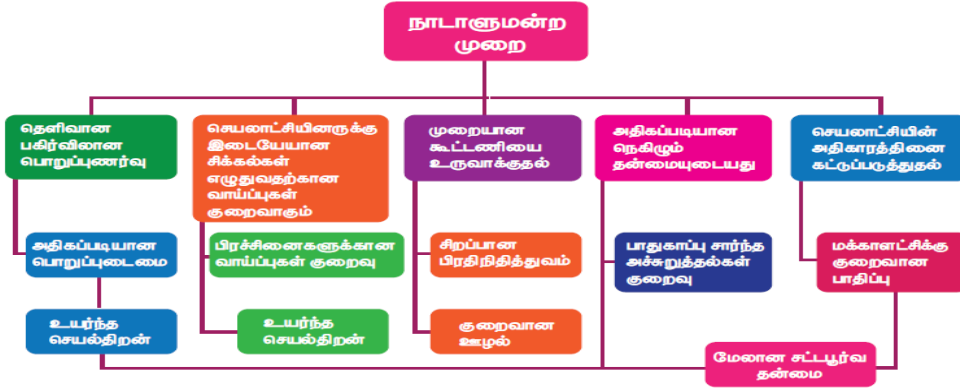 நாடாளுமன்ற
முறை
தெளிவான
பகிர்விலான
பொறுப்புணர்வு
செயலாட்சியினருக்கு
இடையேயான
சிக்கல்கள்
எழுதுவதற்கான
வாய்ப்புகள்
குறைவாகும்
முறையான
கூட்டணியை
உருவாக்குதல்
அதிகப்படியான
நெகிழும்
தன்மையுடையது
செயலாட்சியின்
அதிகாரத்தினை
கட்டுப்படுத்துதல்
அதிகப்படியான
பொறுப்புடைமை
பிரச்சினைகளுக்கான
வாய்ப்புகள் குறைவு
சிறப்பான
பிரதிநிதித்துவம்
பாதுகாப்பு சார்ந்த
அச்சுறுத்தல்கள்
குறைவு
மக்காளட்சிக்கு
குறைவான
பாதிப்பு
உயர்ந்த
செயல்திறன்
உயர்ந்த
செயல்திறன்
குறைவான
ஊழல்
மேலான சட்டபூர்வ
தன்மை